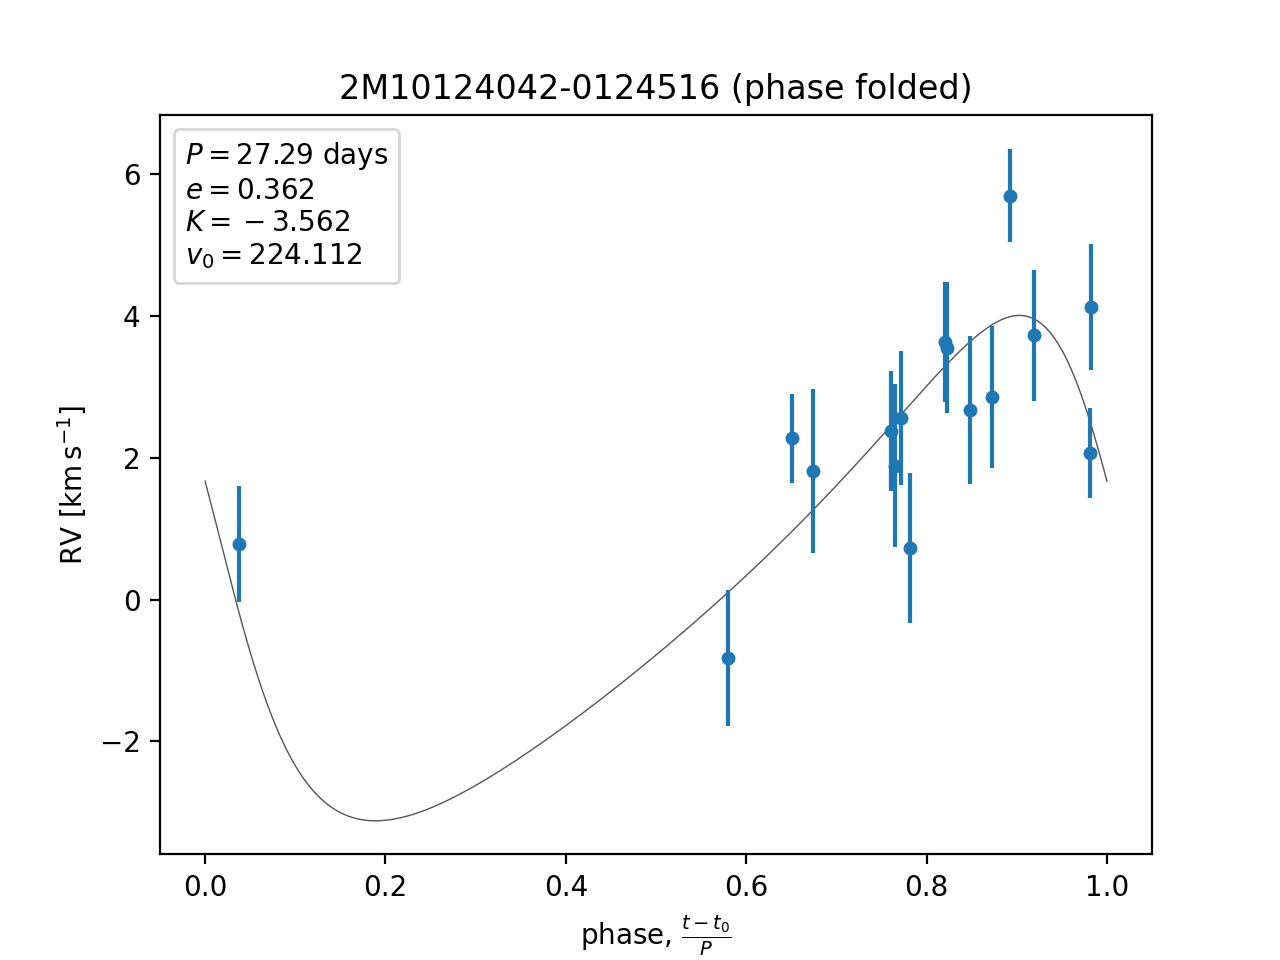 2M10124042-0124516 (phase folded)
P = 27.29 days
e = 0.362
K = −3.562
v₀ = 224.112
6
4
2
0
−2
RV [km s⁻¹]
0.0 0.2 0.4 0.6 0.8 1.0
phase, (t − t₀)/P